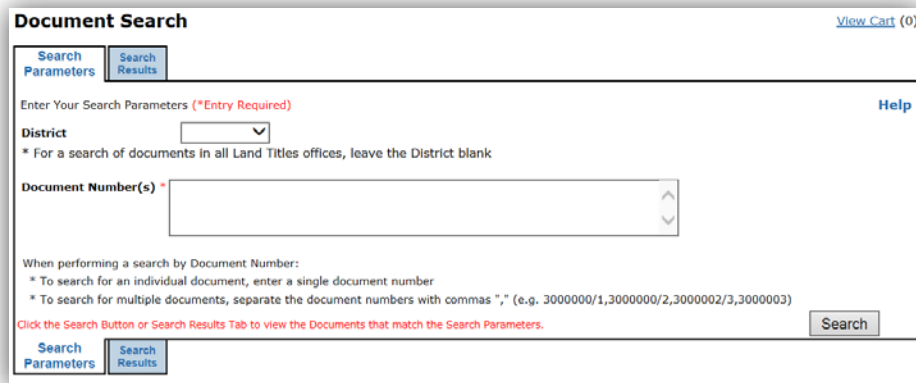 Document Search
View Cart (0)
Search Parameters
Search Results
Enter Your Search Parameters (*Entry Required)
Help
District
* For a search of documents in all Land Titles offices, leave the District blank
Document Number(s) *
When performing a search by Document Number:
* To search for an individual document, enter a single document number
* To search for multiple documents, separate the document numbers with commas "," (e.g. 3000000/1,3000000/2,3000002/3,3000003)
Click the Search Button or Search Results Tab to view the Documents that match the Search Parameters.
Search
Search Parameters
Search Results